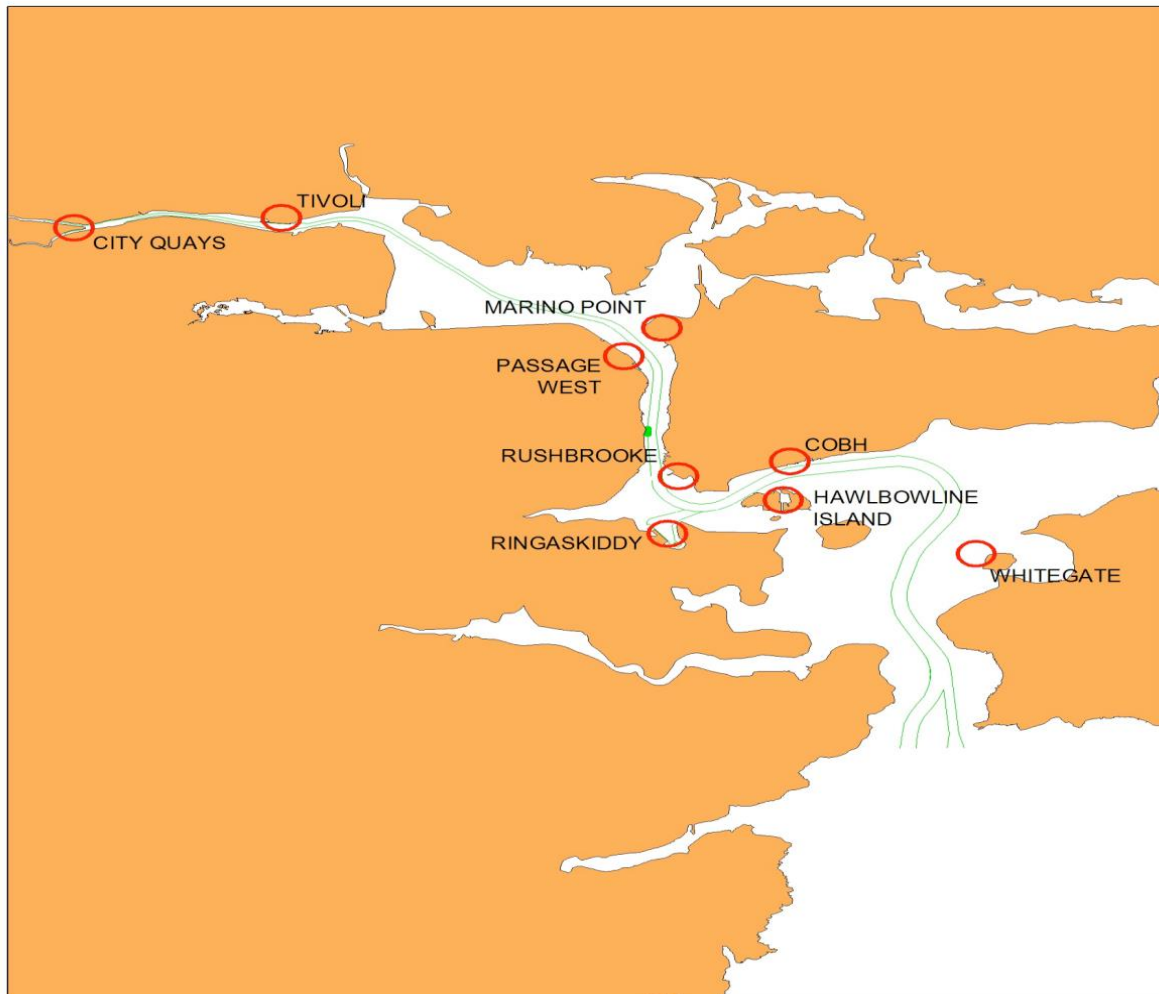 TIVOLI
CITY QUAYS
MARINO POINT
PASSAGE
WEST
RUSHBROOKE
COBH
HAWLBOWLINE
ISLAND
RINGASKIDDY
WHITEGATE